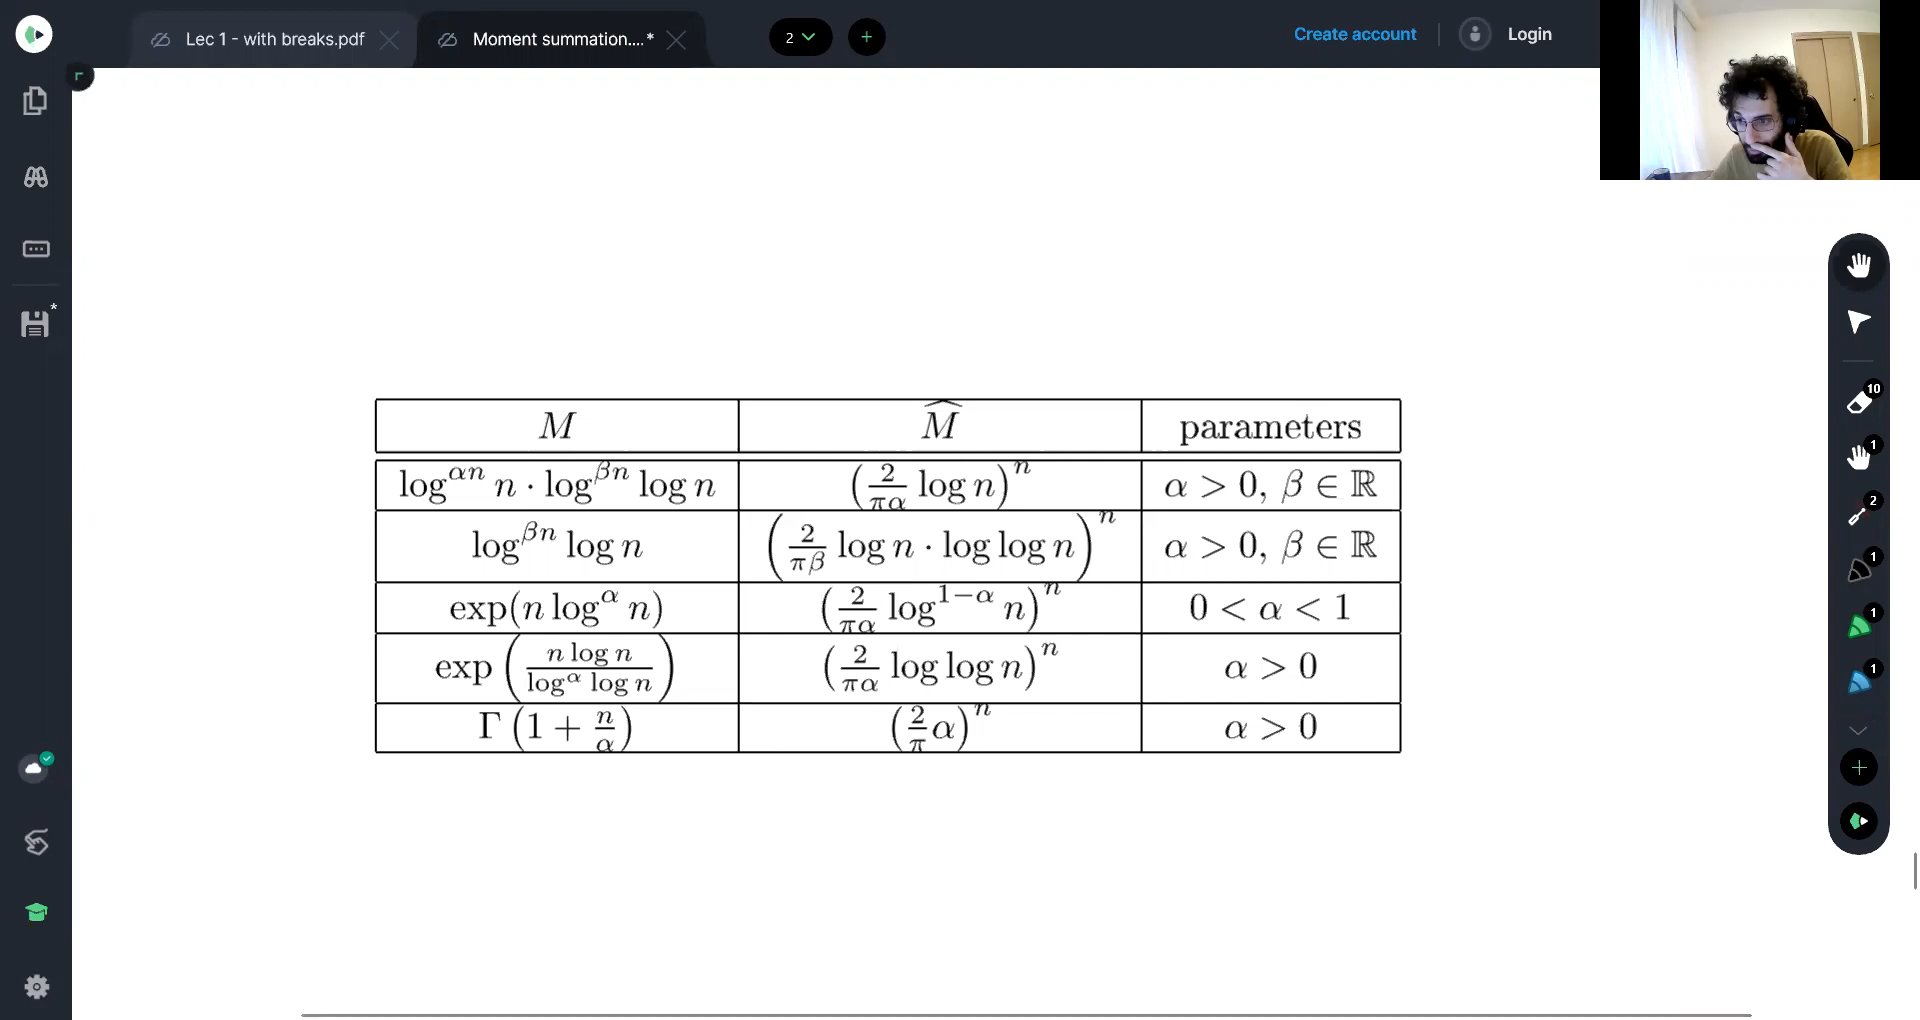 Lec 1 - with breaks.pdf
Moment summation....*
2
Create account
Login
M
$\widehat{M}$
parameters
$\log^{\alpha n} n \cdot \log^{\beta n} \log n$
$\left(\frac{2}{\pi\alpha} \log n\right)^n$
$\alpha > 0, \beta \in \mathbb{R}$
$\log^{\beta n} \log n$
$\left(\frac{2}{\pi\beta} \log n \cdot \log \log n\right)^n$
$\alpha > 0, \beta \in \mathbb{R}$
$\exp(n \log^{\alpha} n)$
$\left(\frac{2}{\pi\alpha} \log^{1-\alpha} n\right)^n$
$0 < \alpha < 1$
$\exp\left(\frac{n \log n}{\log^{\alpha} \log n}\right)$
$\left(\frac{2}{\pi\alpha} \log \log n\right)^n$
$\alpha > 0$
$\Gamma\left(1 + \frac{n}{\alpha}\right)$
$\left(\frac{2}{\pi}\alpha\right)^n$
$\alpha > 0$
10
1
2
1
1
1